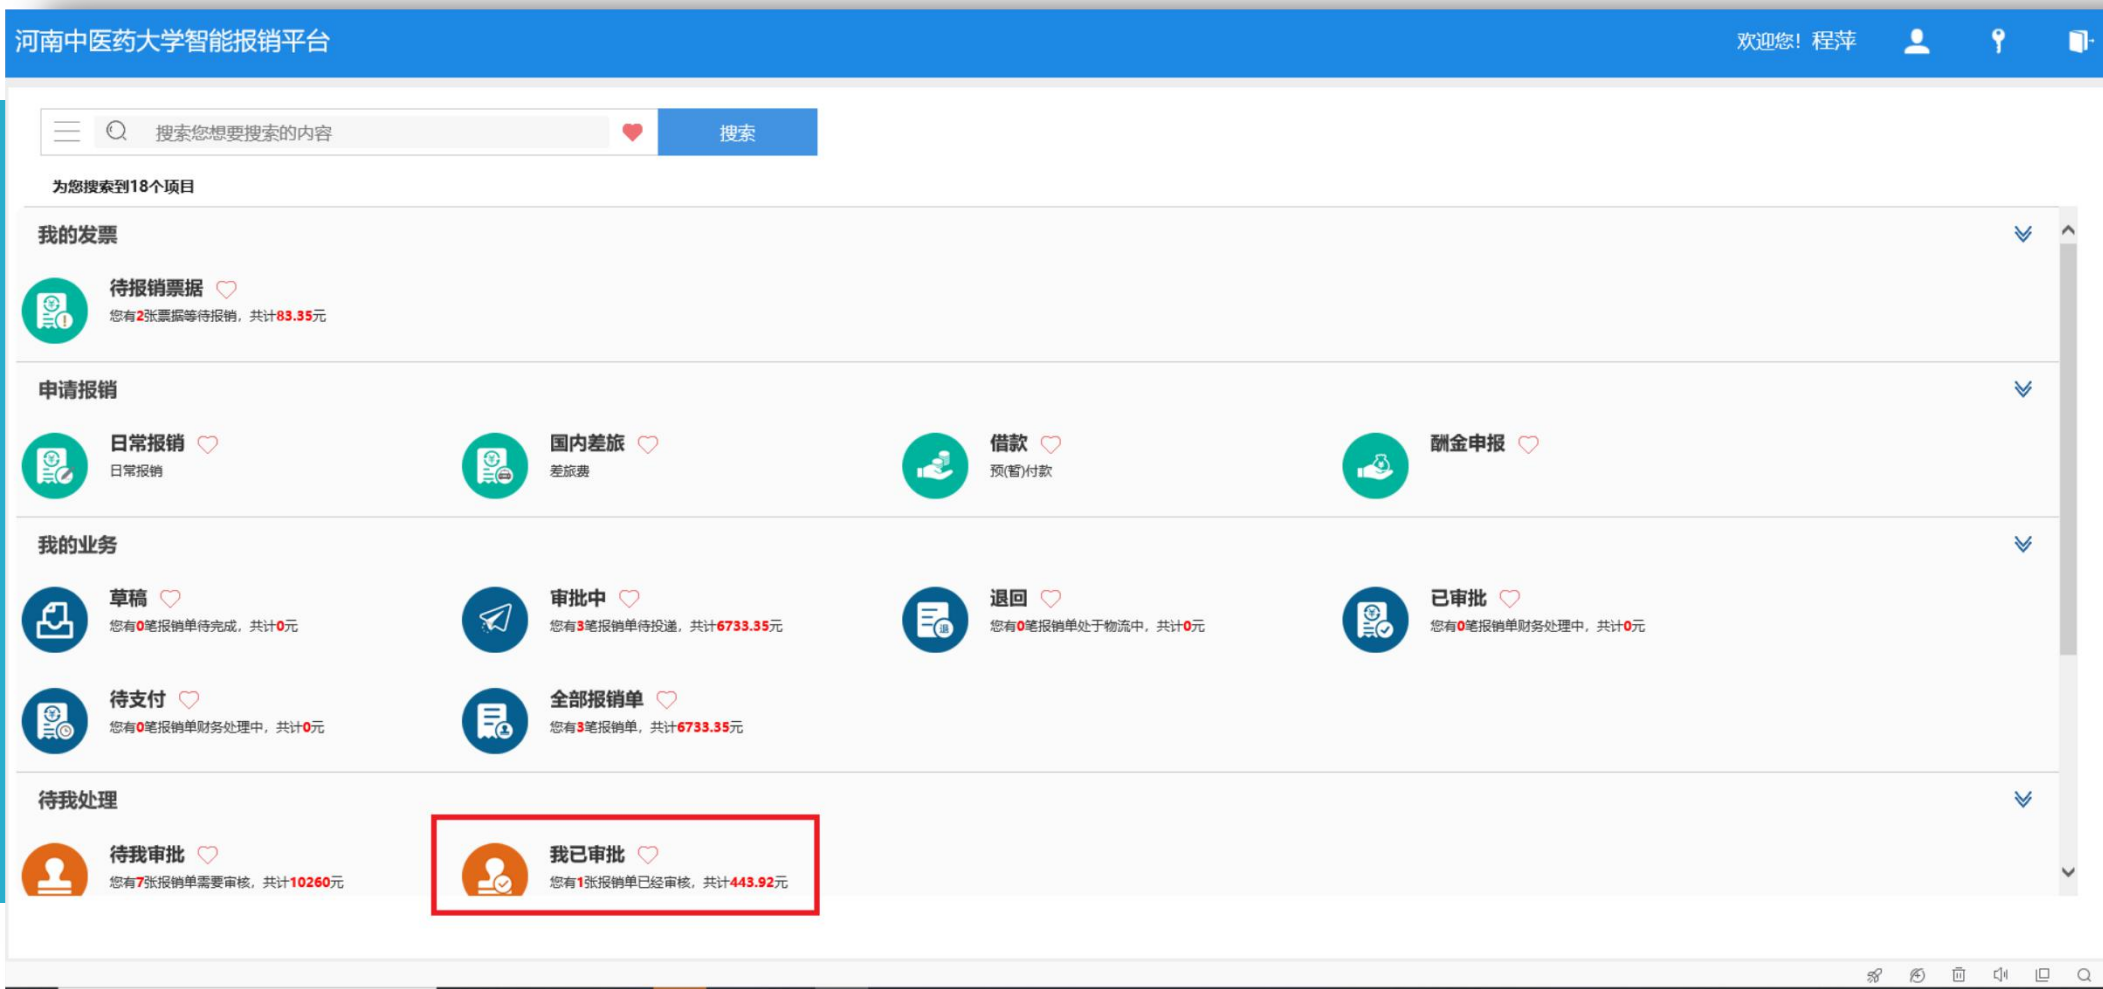 河南中医药大学智能报销平台
欢迎您！程萍
搜索您想要搜索的内容
搜索
为您搜索到18个项目
我的发票
待报销票据
您有2张票据等待报销，共计83.35元
申请报销
日常报销
日常报销
国内差旅
差旅费
借款
预(暂)付款
酬金申报
我的业务
草稿
您有0笔报销单待完成，共计0元
审批中
您有3笔报销单待投递，共计6733.35元
退回
您有0笔报销单处于物流中，共计0元
已审批
您有0笔报销单财务处理中，共计0元
待支付
您有0笔报销单财务处理中，共计0元
全部报销单
您有3笔报销单，共计6733.35元
待我处理
待我审批
您有7张报销单需要审核，共计10260元
我已审批
您有1张报销单已经审核，共计443.92元